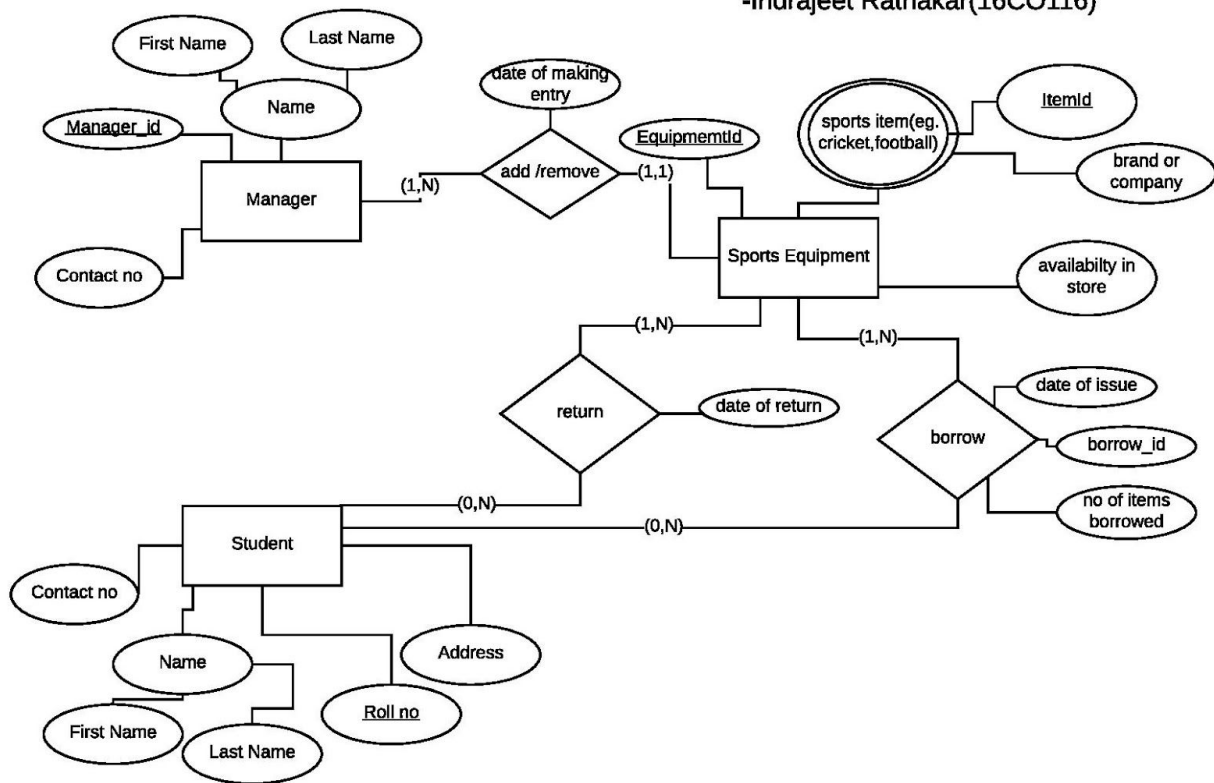 -Indrajeet Ratnakar(16CO116)
First Name
Last Name
Name
Manager_id
Manager
Contact no
date of making
entry
add /remove
(1,N)
(1,1)
EquipmemtId
sports item(eg.
cricket,football)
ItemId
brand or
company
Sports Equipment
availabilty in
store
(1,N)
(1,N)
return
date of return
borrow
date of issue
borrow_id
no of items
borrowed
(0,N)
(0,N)
Student
Contact no
Name
First Name
Last Name
Roll no
Address